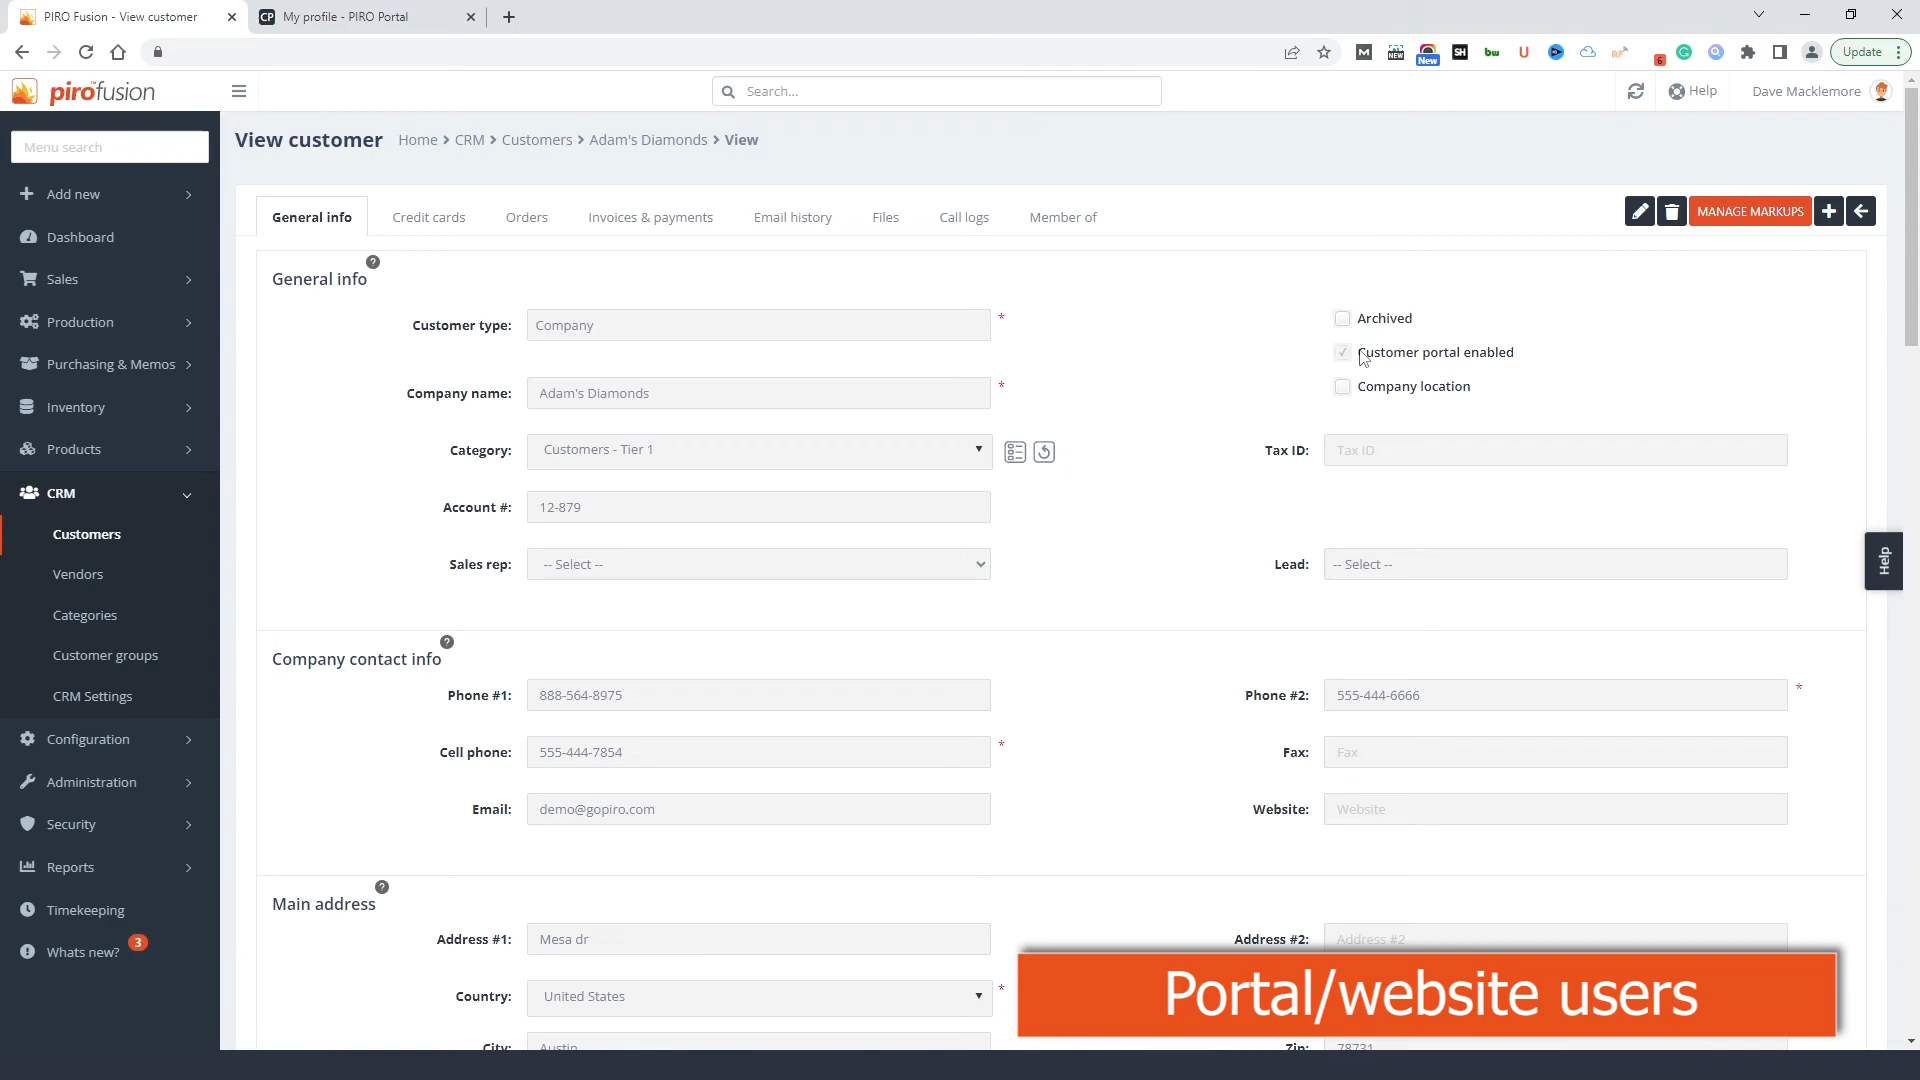 PIRO Fusion - View customer
CP My profile - PIRO Portal
M NEW New SH bw U 6 G Update
pirofusion
Search...
Help
Dave Macklemore
Menu search
View customer Home > CRM > Customers > Adam's Diamonds > View
Add new
Dashboard
Sales
Production
Purchasing & Memos
Inventory
Products
CRM
Customers
Vendors
Categories
Customer groups
CRM Settings
Configuration
Administration
Security
Reports
Timekeeping
Whats new? 3
General info Credit cards Orders Invoices & payments Email history Files Call logs Member of
MANAGE MARKUPS
General info ?
Customer type: Company *
Archived
Customer portal enabled
Company location
Company name: Adam's Diamonds *
Category: Customers - Tier 1
Tax ID: Tax ID
Account #: 12-879
Sales rep: -- Select --
Lead: -- Select --
Help
Company contact info ?
Phone #1: 888-564-8975
Phone #2: 555-444-6666 *
Cell phone: 555-444-7854 *
Fax: Fax
Email: demo@gopiro.com
Website: Website
Main address ?
Address #1: Mesa dr
Address #2: Address #2
Country: United States *
City: Austin
Zip: 78731
Portal/website users